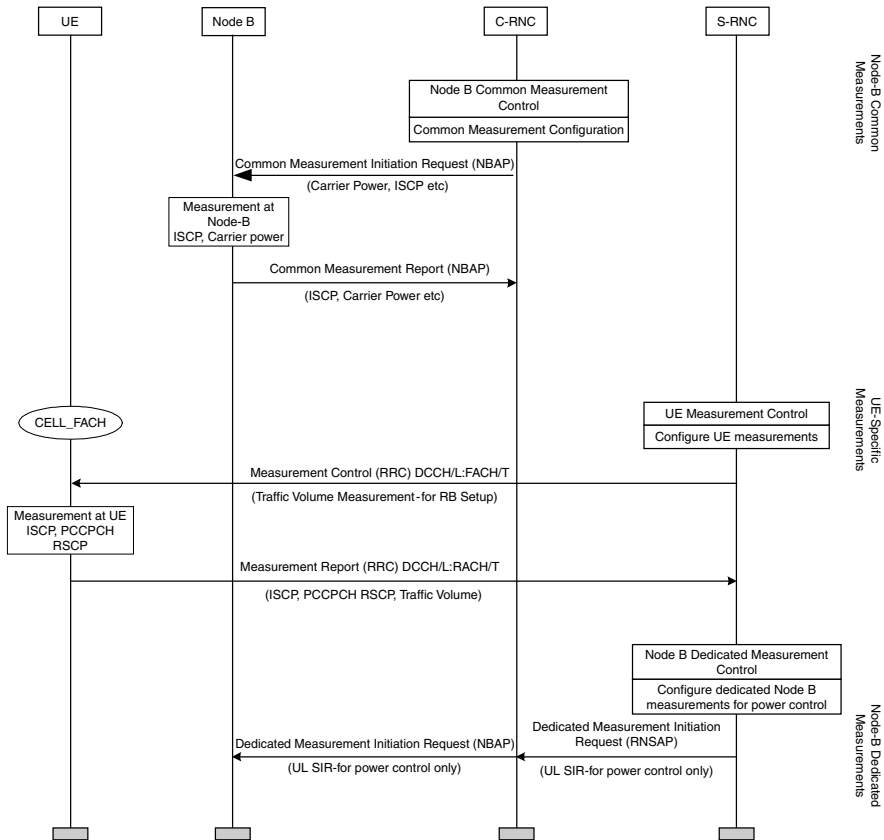 UE
Node B
C-RNC
S-RNC
Node-B Common
Measurements
Node B Common Measurement
Control
Common Measurement Configuration
Common Measurement Initiation Request (NBAP)
(Carrier Power, ISCP etc)
Measurement at
Node-B
ISCP, Carrier power
Common Measurement Report (NBAP)
(ISCP, Carrier Power etc)
UE-Specific
Measurements
CELL_FACH
UE Measurement Control
Configure UE measurements
Measurement Control (RRC) DCCH/L:FACH/T
(Traffic Volume Measurement-for RB Setup)
Measurement at UE
ISCP, PCCPCH
RSCP
Measurement Report (RRC) DCCH/L:RACH/T
(ISCP, PCCPCH RSCP, Traffic Volume)
Node B Dedicated Measurement
Control
Configure dedicated Node B
measurements for power control
Node-B Dedicated
Measurements
Dedicated Measurement Initiation
Request (RNSAP)
Dedicated Measurement Initiation Request (NBAP)
(UL SIR-for power control only)
(UL SIR-for power control only)